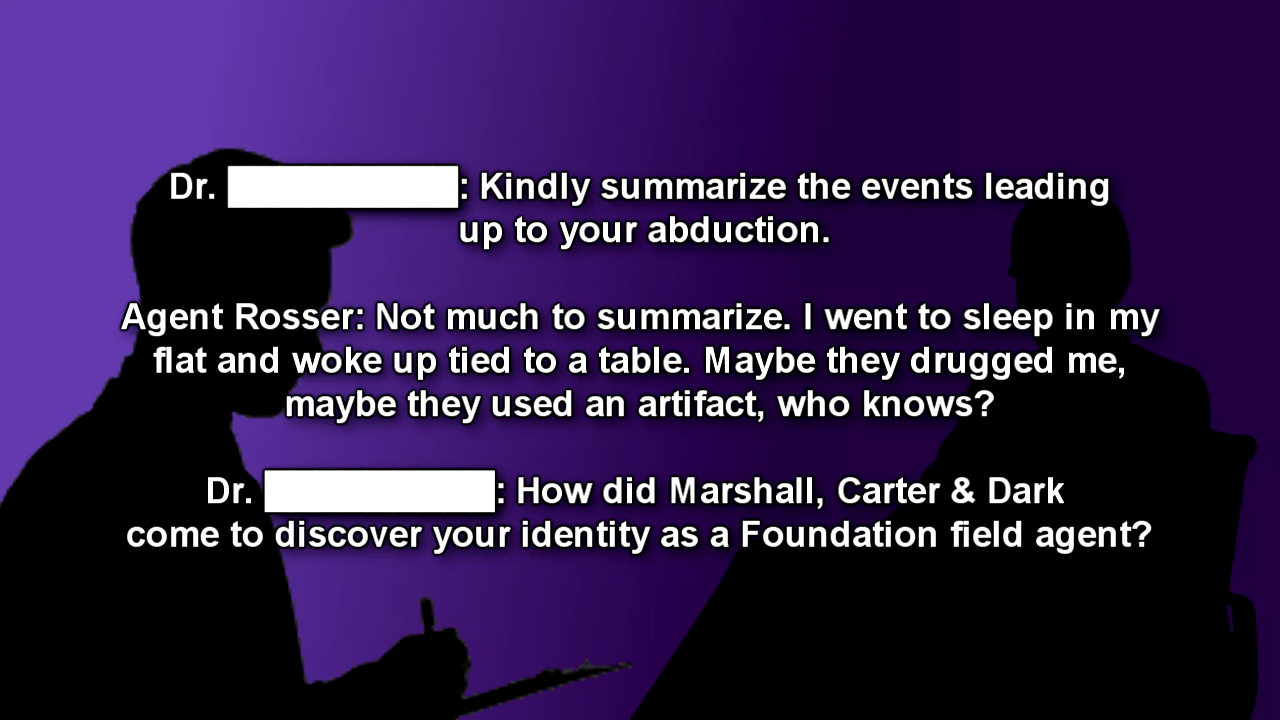 Dr. : Kindly summarize the events leading
up to your abduction.
Agent Rosser: Not much to summarize. I went to sleep in my
flat and woke up tied to a table. Maybe they drugged me,
maybe they used an artifact, who knows?
Dr. : How did Marshall, Carter & Dark
come to discover your identity as a Foundation field agent?